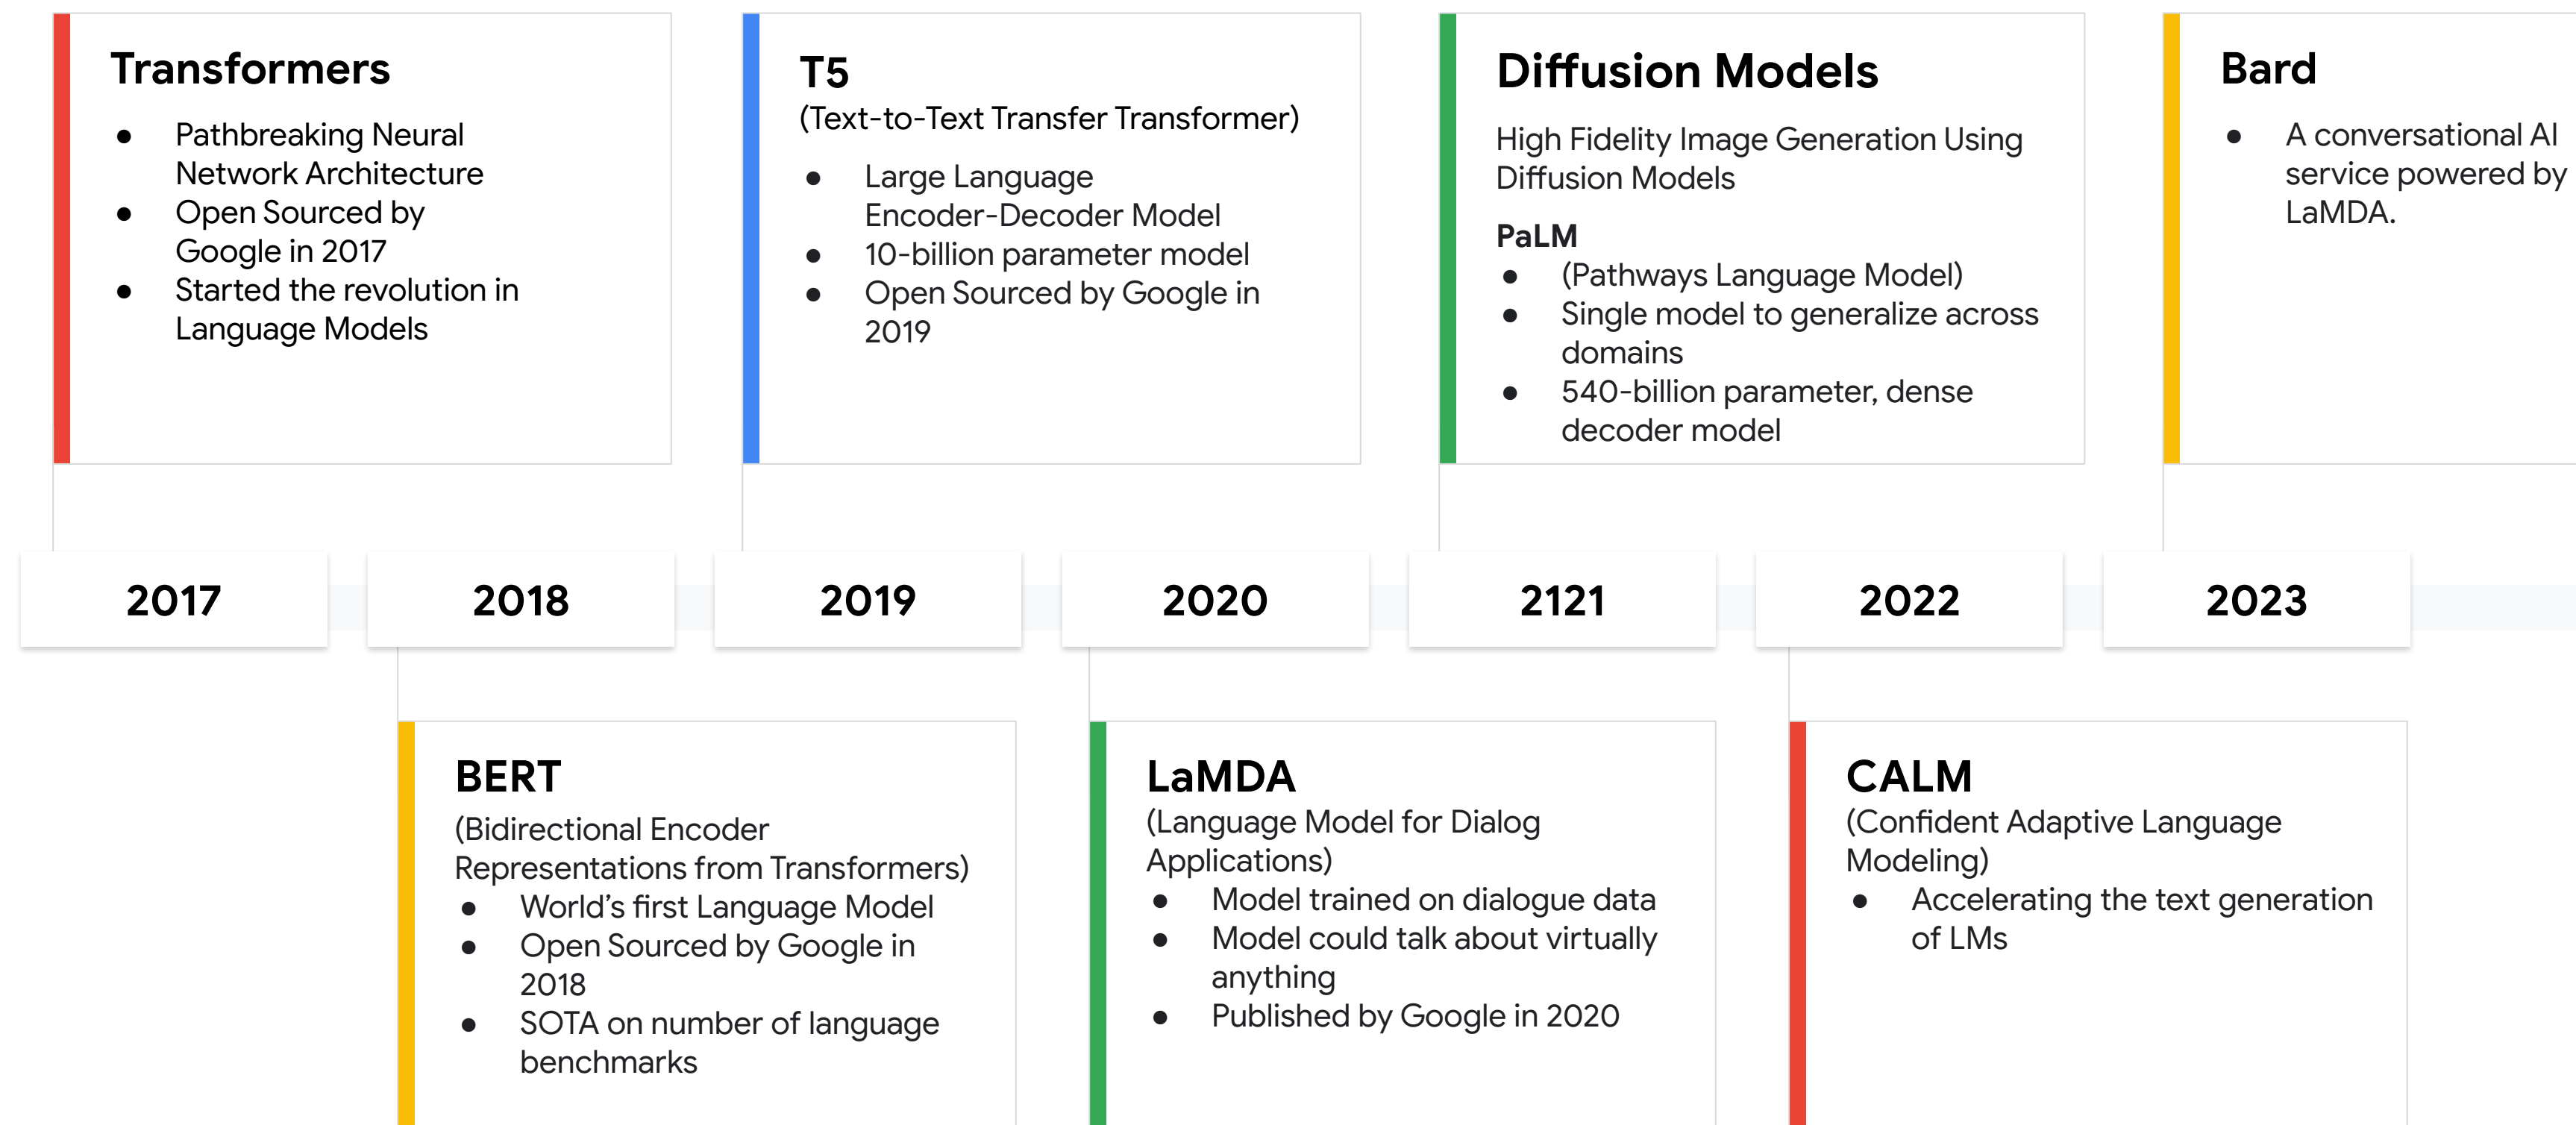 Transformers
● Pathbreaking Neural
Network Architecture
● Open Sourced by
Google in 2017
● Started the revolution in
Language Models
T5
(Text-to-Text Transfer Transformer)
● Large Language
Encoder-Decoder Model
● 10-billion parameter model
● Open Sourced by Google in
2019
Diffusion Models
High Fidelity Image Generation Using
Diffusion Models
PaLM
● (Pathways Language Model)
● Single model to generalize across
domains
● 540-billion parameter, dense
decoder model
Bard
● A conversational AI
service powered by
LaMDA.
2017
2018
2019
2020
2121
2022
2023
BERT
(Bidirectional Encoder
Representations from Transformers)
● World’s first Language Model
● Open Sourced by Google in
2018
● SOTA on number of language
benchmarks
LaMDA
(Language Model for Dialog
Applications)
● Model trained on dialogue data
● Model could talk about virtually
anything
● Published by Google in 2020
CALM
(Confident Adaptive Language
Modeling)
● Accelerating the text generation
of LMs